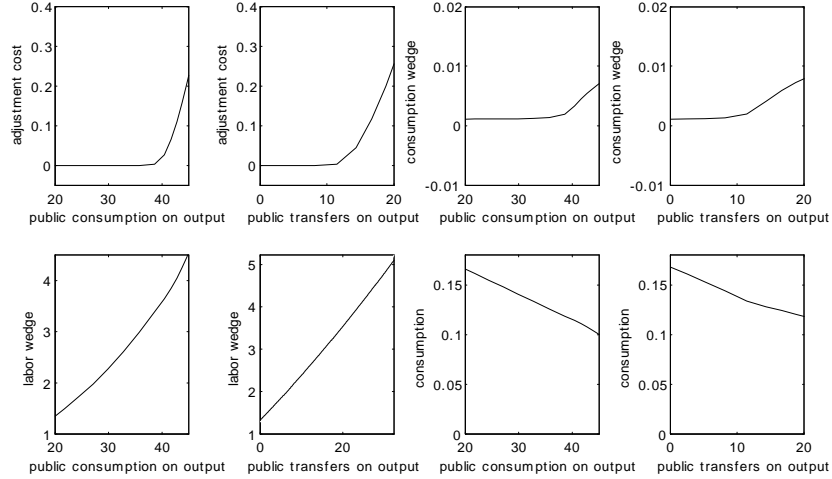 0.4
0.3
0.2
0.1
0
adjustment cost
20 30 40
public consumption on output
0.4
0.3
0.2
0.1
0
adjustment cost
0 5 10 15 20
public transfers on output
0.02
0.01
0
-0.01
consumption wedge
20 30 40
public consumption on output
0.02
0.01
0
-0.01
consumption wedge
0 10 20
public transfers on output
4
3
2
1
labor wedge
20 30 40
public consumption on output
5
4
3
2
1
labor wedge
0 20
public transfers on output
0.15
0.1
0.05
0
consumption
20 30 40
public consumption on output
0.15
0.1
0.05
0
consumption
0 10 20
public transfers on output